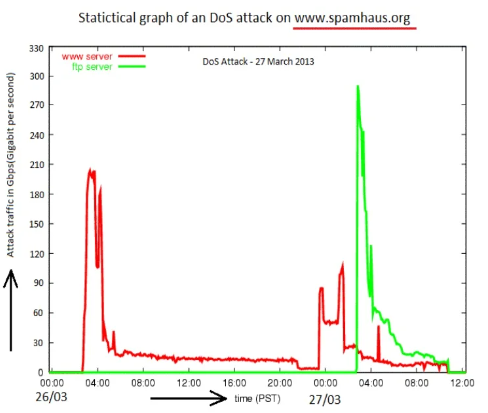 Statictical graph of an DoS attack on www.spamhaus.org
330
300
270
240
210
180
150
120
90
60
30
0
www server
ftp server
DoS Attack - 27 March 2013
Attack traffic in Gbps(Gigabit per second)
00:00 04:00 08:00 12:00 16:00 20:00 00:00 04:00 08:00 12:00
26/03 time (PST) 27/03